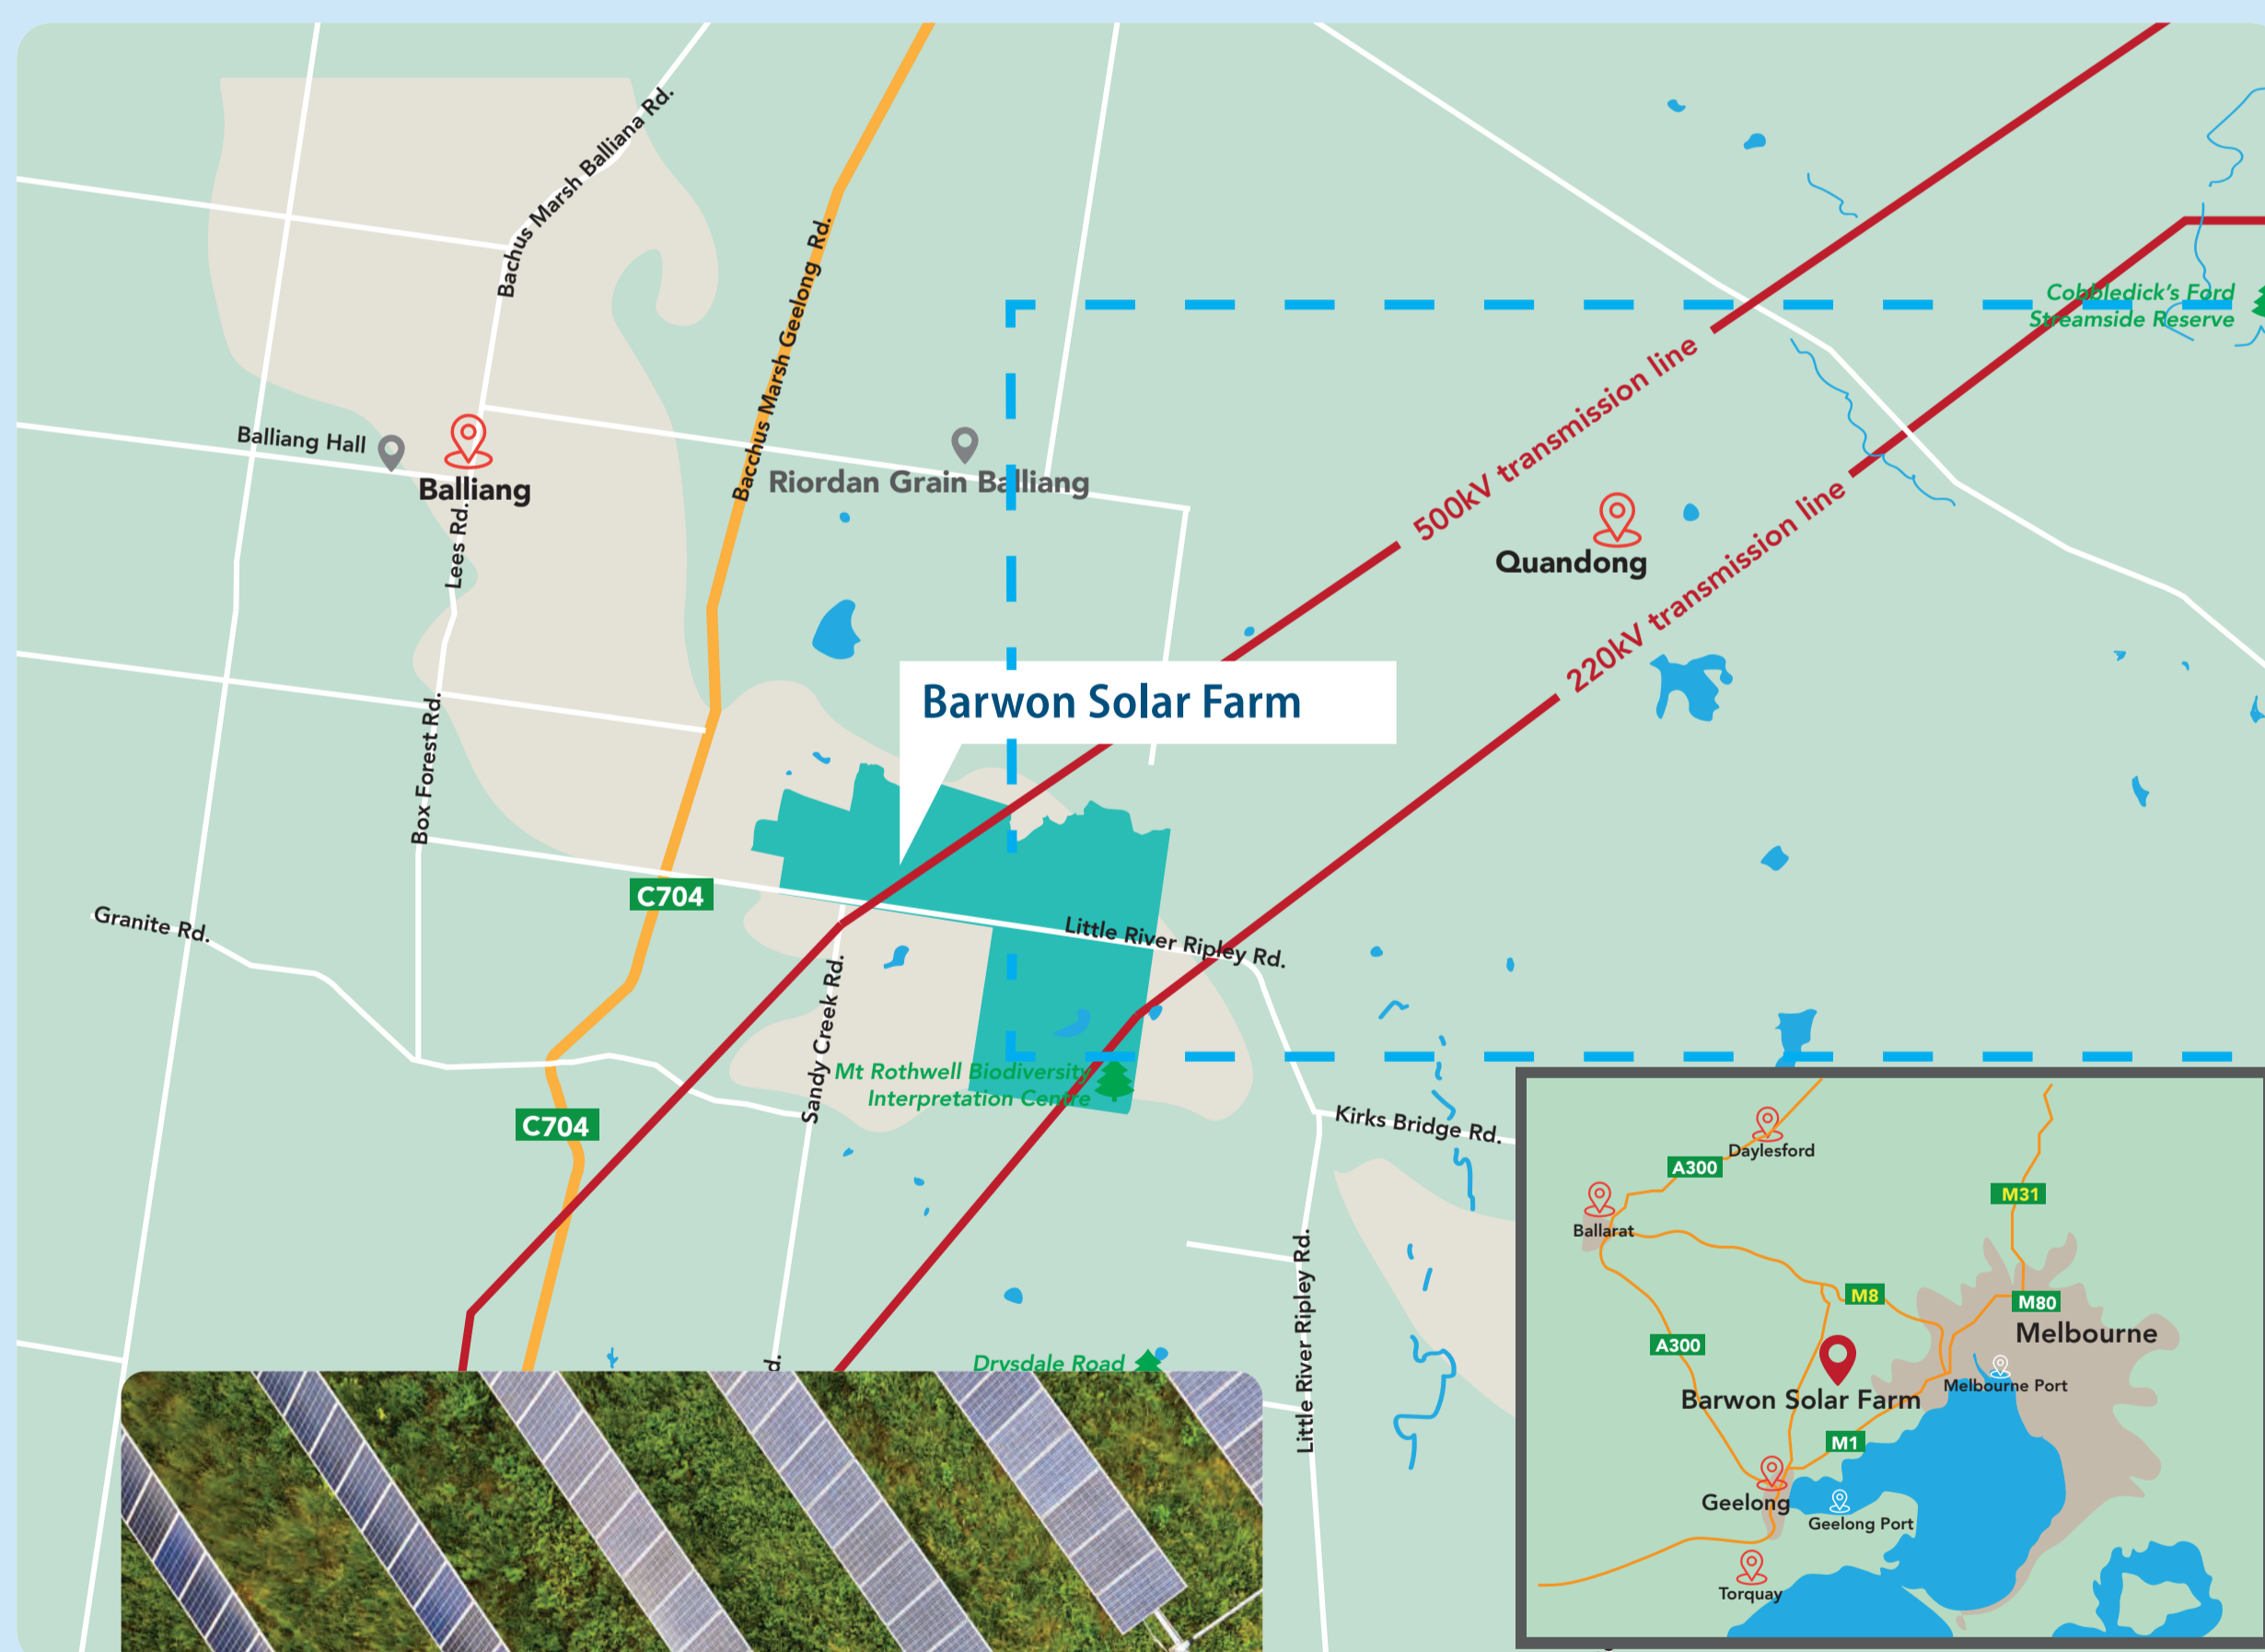 Bachus Marsh Balliana Rd.
Bacchus Marsh Geelong Rd.
Cobbledick's Ford
Streamside Reserve
Balliang Hall
Balliang
Riordan Grain Balliang
500kV transmission line
Quandong
220kV transmission line
Lees Rd.
Barwon Solar Farm
Box Forest Rd.
C704
Granite Rd.
Little River Ripley Rd.
Sandy Creek Rd.
Mt Rothwell Biodiversity
Interpretation Centre
C704
Kirks Bridge Rd.
Little River Ripley Rd.
Drysdale Road
d.
Daylesford
A300
M31
Ballarat
M8
M80
Melbourne
A300
Melbourne Port
Barwon Solar Farm
M1
Geelong
Geelong Port
Torquay